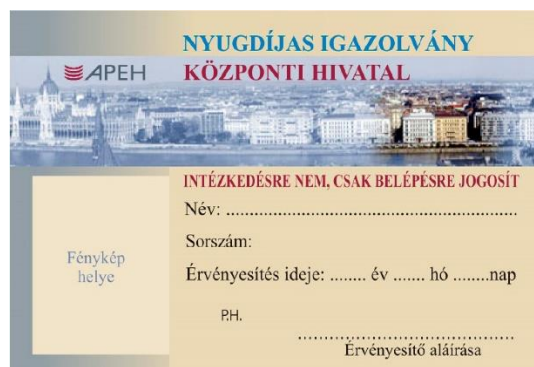 NYUGDÍJAS IGAZOLVÁNY
APEH KÖZPONTI HIVATAL
INTÉZKEDÉSRE NEM, CSAK BELÉPÉSRE JOGOSÍT
Név: ..........................................................
Sorszám:
Fénykép
helye
Érvényesítés ideje: ........ év ....... hó ........nap
P.H.
.......................................
Érvényesítő aláírása